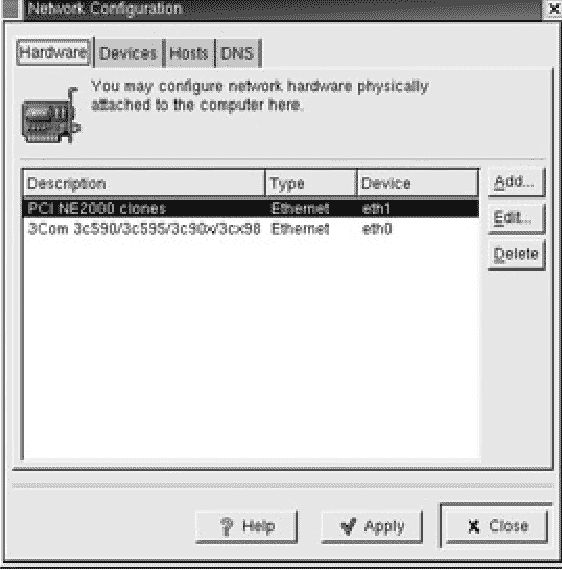 Network Configuration
Hardware Devices Hosts DNS
You may configure network hardware physically
attached to the computer here.
Description Type Device
PCI NE2000 clones Ethernet eth1
3Com 3c590/3c595/3c90x/3cx98 Ethernet eth0
Add...
Edit...
Delete
Help Apply Close